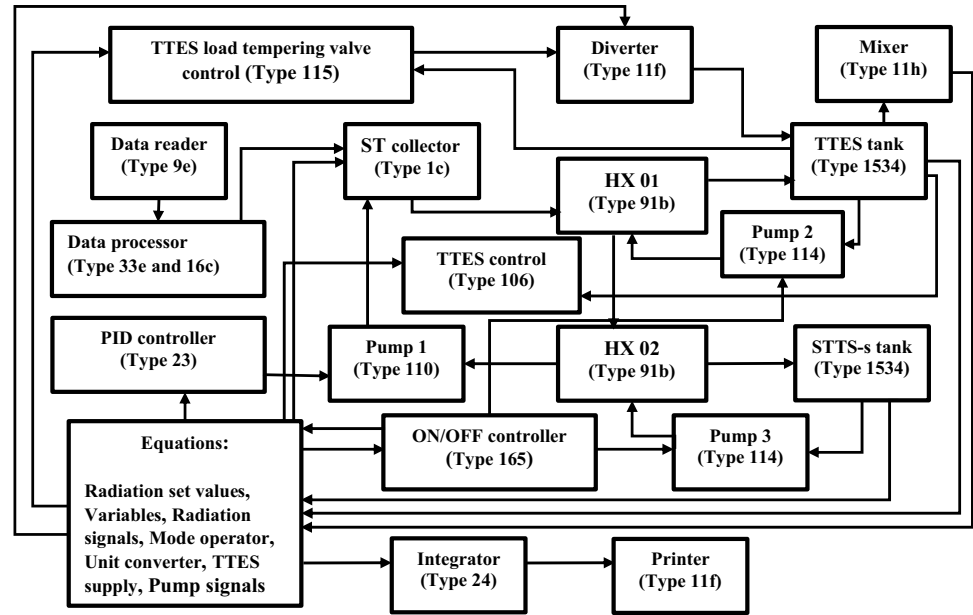 TTES load tempering valve
control (Type 115)
Diverter
(Type 11f)
Mixer
(Type 11h)
Data reader
(Type 9e)
ST collector
(Type 1c)
HX 01
(Type 91b)
TTES tank
(Type 1534)
Data processor
(Type 33e and 16c)
TTES control
(Type 106)
Pump 2
(Type 114)
PID controller
(Type 23)
Pump 1
(Type 110)
HX 02
(Type 91b)
STTS-s tank
(Type 1534)
Equations:
Radiation set values,
Variables, Radiation
signals, Mode operator,
Unit converter, TTES
supply, Pump signals
ON/OFF controller
(Type 165)
Pump 3
(Type 114)
Integrator
(Type 24)
Printer
(Type 11f)